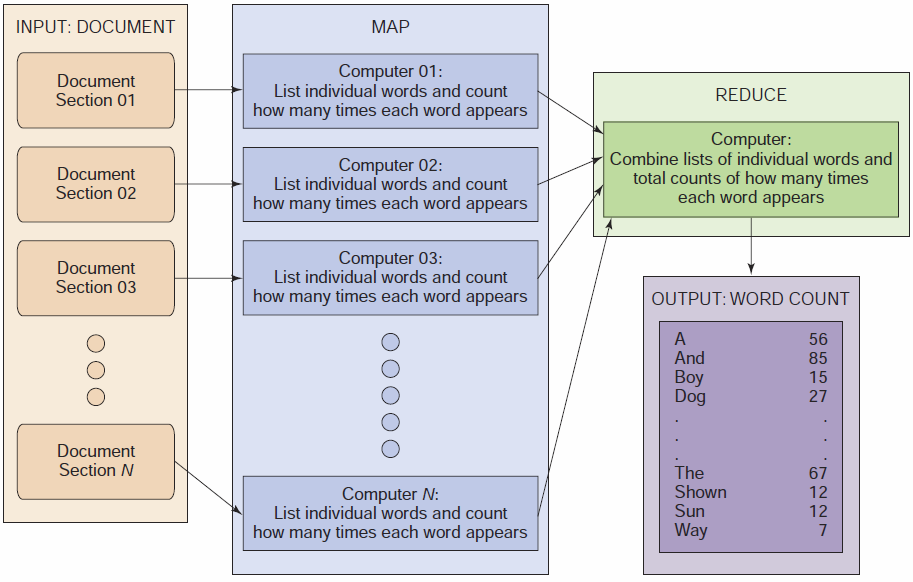 INPUT: DOCUMENT
Document
Section 01
Document
Section 02
Document
Section 03
Document
Section N
MAP
Computer 01:
List individual words and count
how many times each word appears
Computer 02:
List individual words and count
how many times each word appears
Computer 03:
List individual words and count
how many times each word appears
Computer N:
List individual words and count
how many times each word appears
REDUCE
Computer:
Combine lists of individual words and
total counts of how many times
each word appears
OUTPUT: WORD COUNT
A 56
And 85
Boy 15
Dog 27
. .
. .
. .
The 67
Shown 12
Sun 12
Way 7